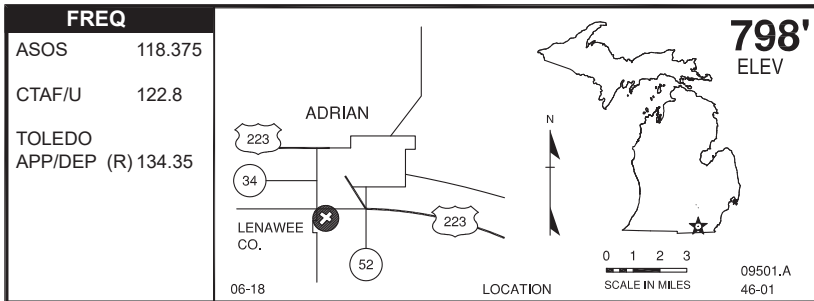 FREQ
ASOS 118.375
CTAF/U 122.8
TOLEDO
APP/DEP (R) 134.35
ADRIAN
223
34
LENAWEE
CO.
223
52
06-18
LOCATION
N
798'
ELEV
0 1 2 3
SCALE IN MILES
09501.A
46-01